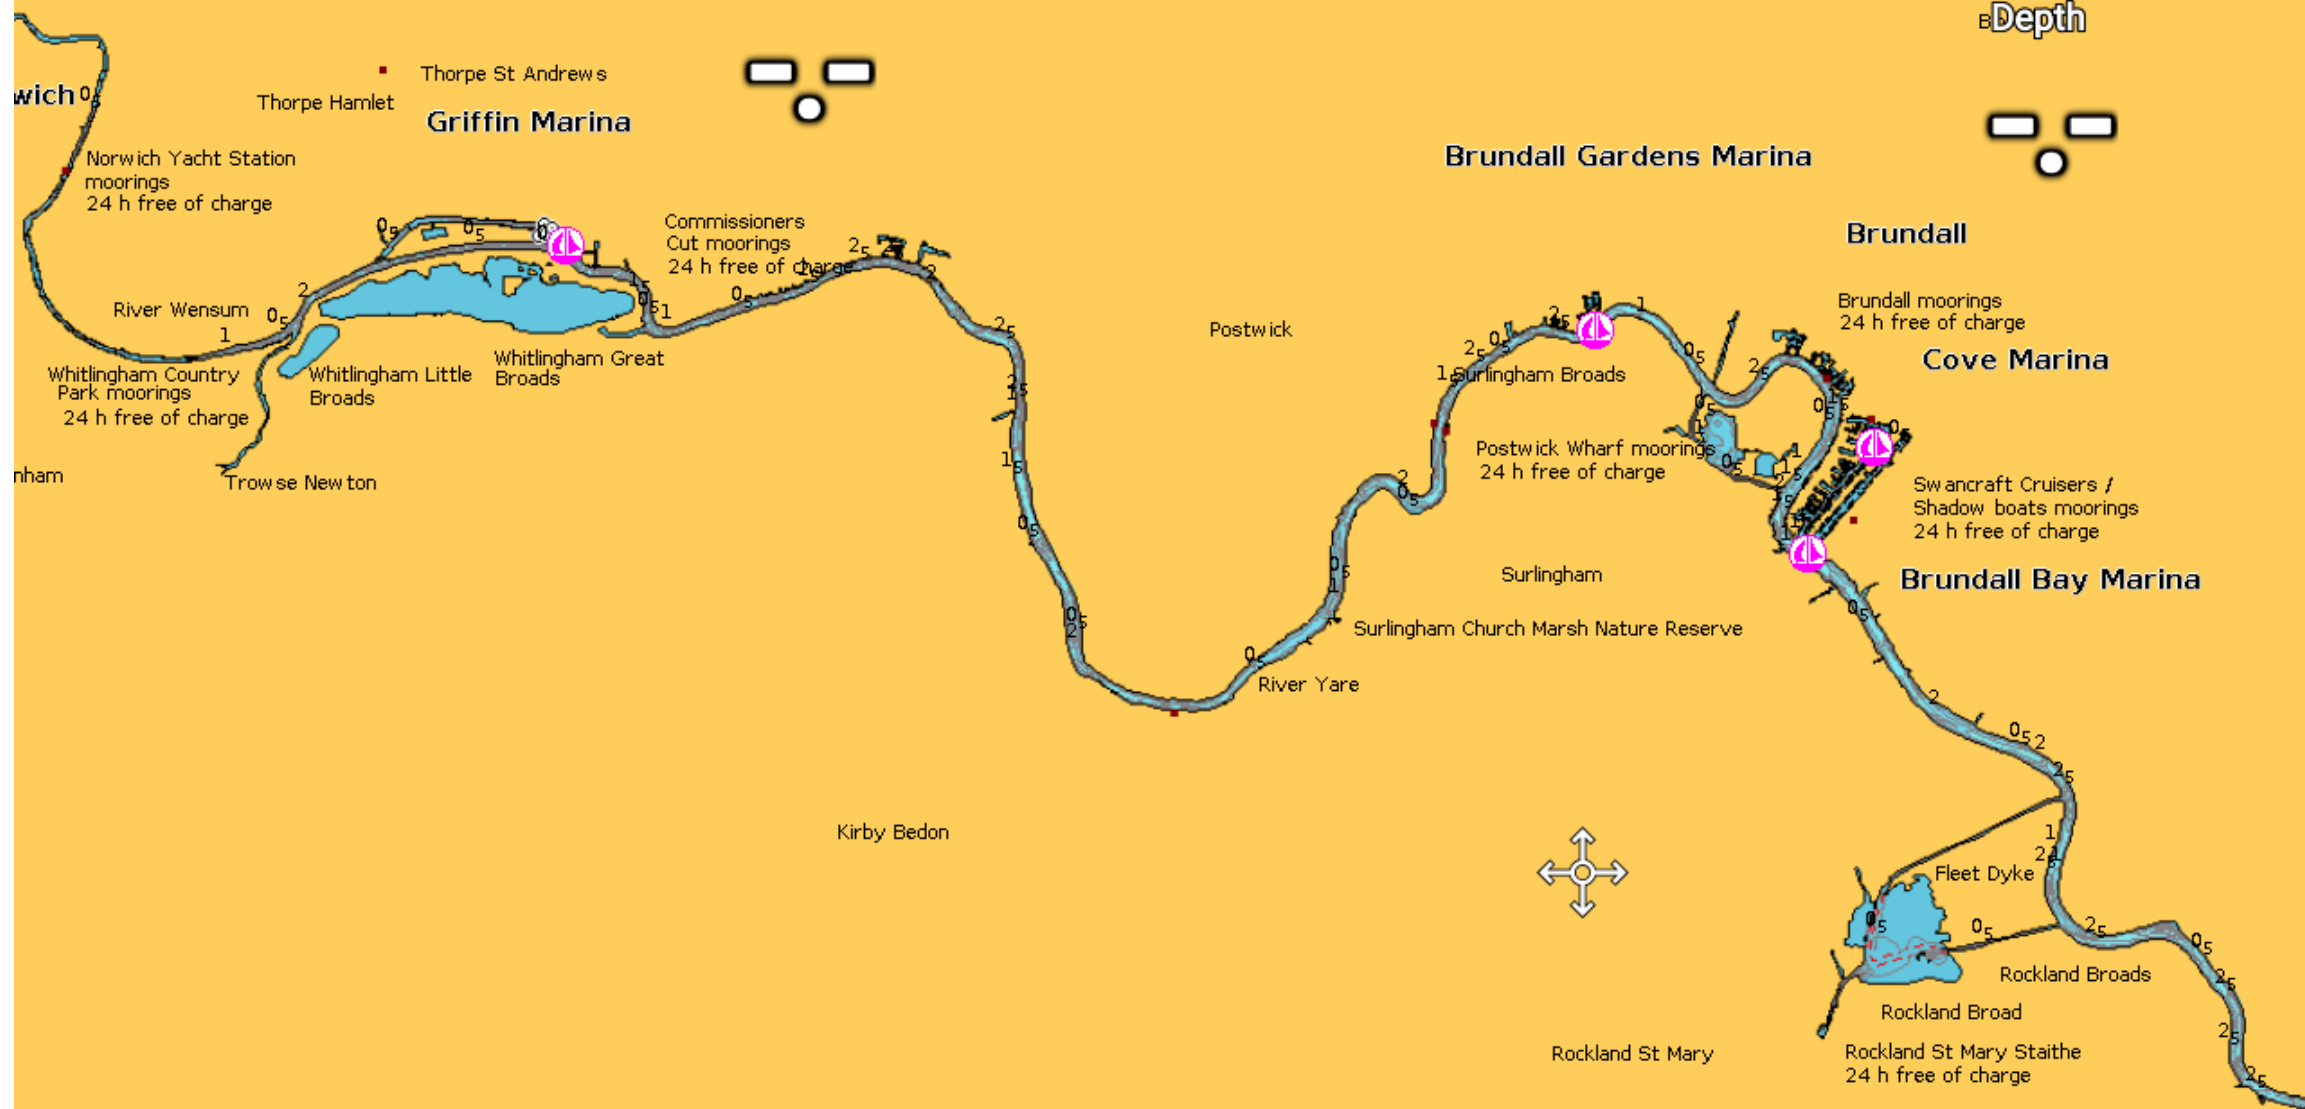 Depth
Thorpe St Andrews
wich
Thorpe Hamlet
Griffin Marina
Norwich Yacht Station
moorings
24 h free of charge
Brundall Gardens Marina
Commissioners
Cut moorings
24 h free of charge
Brundall
River Wensum
Brundall moorings
24 h free of charge
Postwick
Whitlingham Great
Broads
Cove Marina
Whitlingham Country
Park moorings
24 h free of charge
Whitlingham Little
Broads
Surlingham Broads
Postwick Wharf moorings
24 h free of charge
nham
Trowse Newton
Swancraft Cruisers /
Shadow boats moorings
24 h free of charge
Surlingham
Brundall Bay Marina
Surlingham Church Marsh Nature Reserve
River Yare
Kirby Bedon
Fleet Dyke
Rockland Broads
Rockland Broad
Rockland St Mary
Rockland St Mary Staithe
24 h free of charge